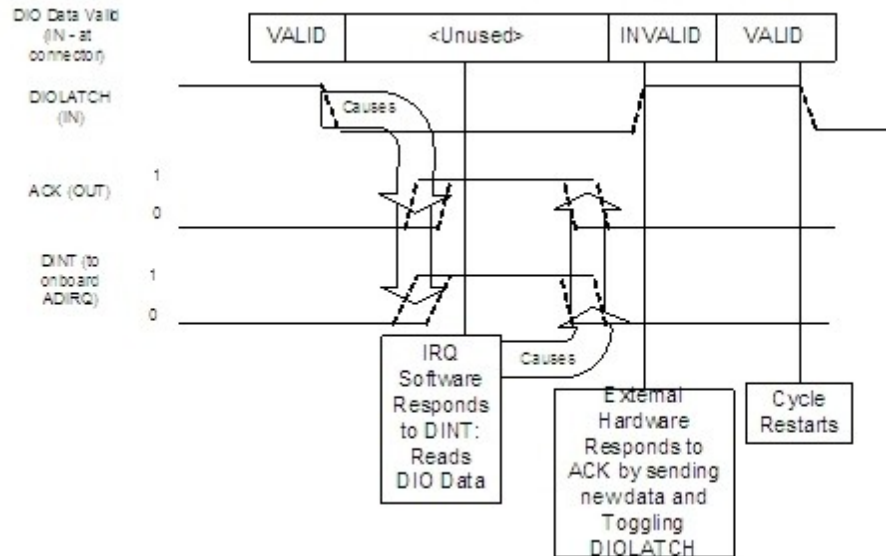 DIO Data Valid
(IN - at
connector)
VALID
<Unused>
INVALID
VALID
DIOLATCH
(IN)
Causes
ACK (OUT)
1
0
DINT (to
onboard
ADIRQ)
1
0
IRQ
Software
Responds
to DINT:
Reads
DIO Data
Causes
External
Hardware
Responds to
ACK by sending
newdata and
Toggling
DIOLATCH
Cycle
Restarts